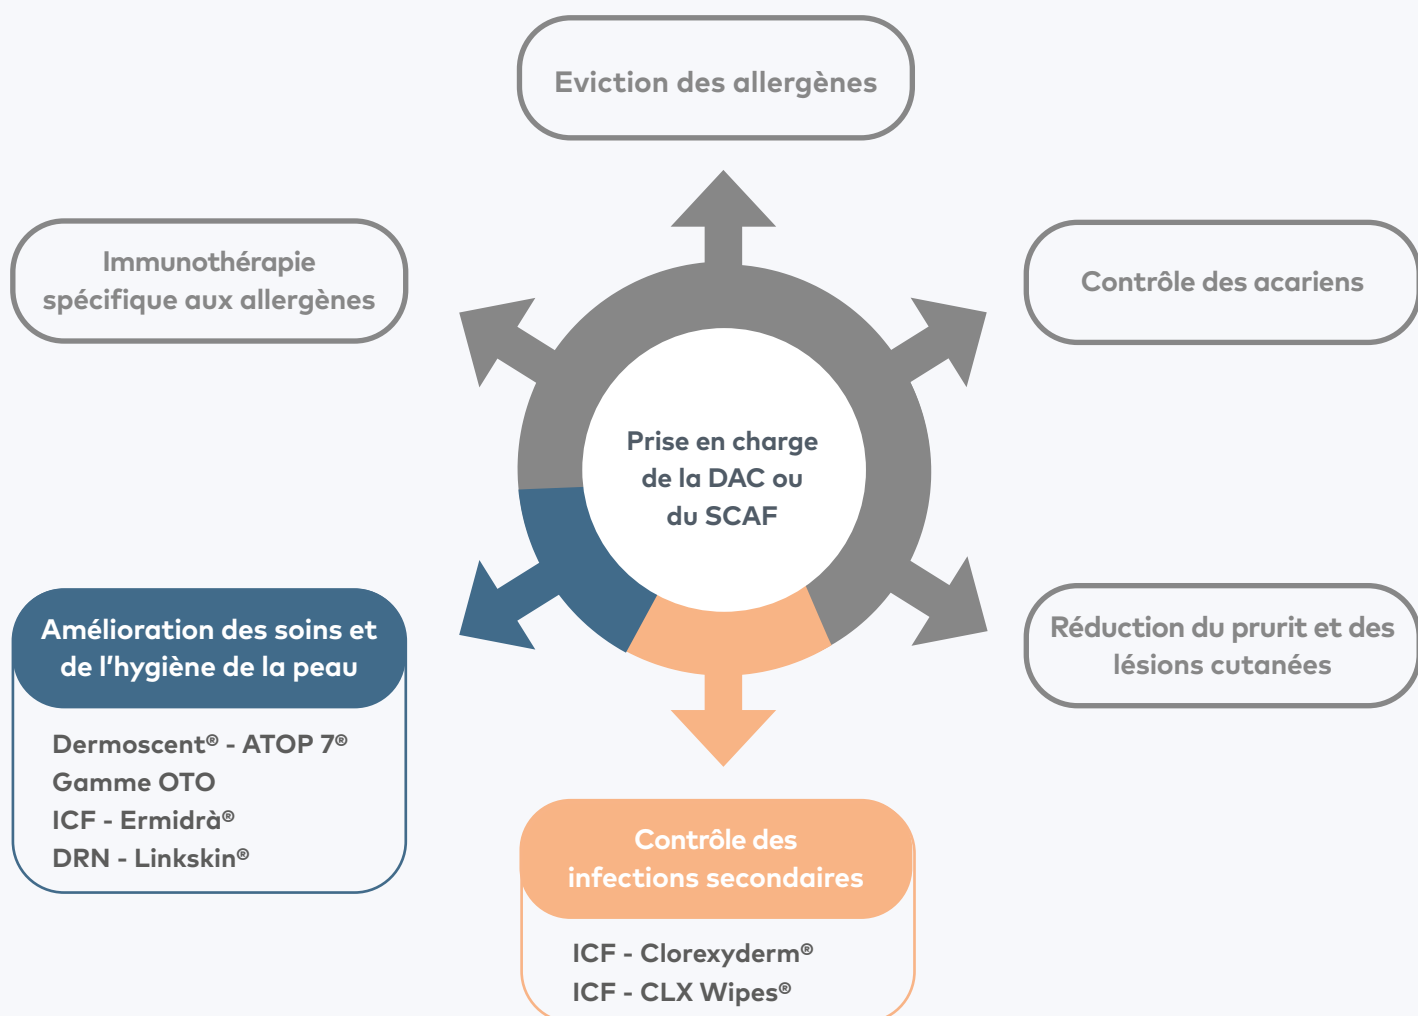 Eviction des allergènes
Immunothérapie
spécifique aux allergènes
Contrôle des acariens
Prise en charge
de la DAC ou
du SCAF
Amélioration des soins et
de l'hygiène de la peau
Dermoscent® - ATOP 7®
Gamme OTO
ICF - Ermidrà®
DRN - Linkskin®
Réduction du prurit et des
lésions cutanées
Contrôle des
infections secondaires
ICF - Clorexyderm®
ICF - CLX Wipes®